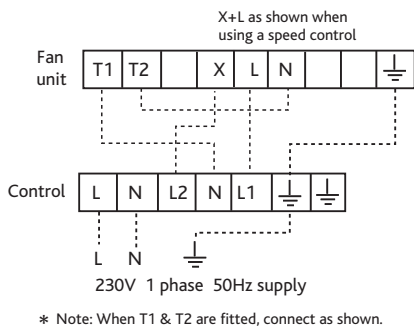 X+L as shown when
using a speed control
Fan
unit
T1 T2 X L N
Control
L N L2 N L1
L N
230V 1 phase 50Hz supply
* Note: When T1 & T2 are fitted, connect as shown.